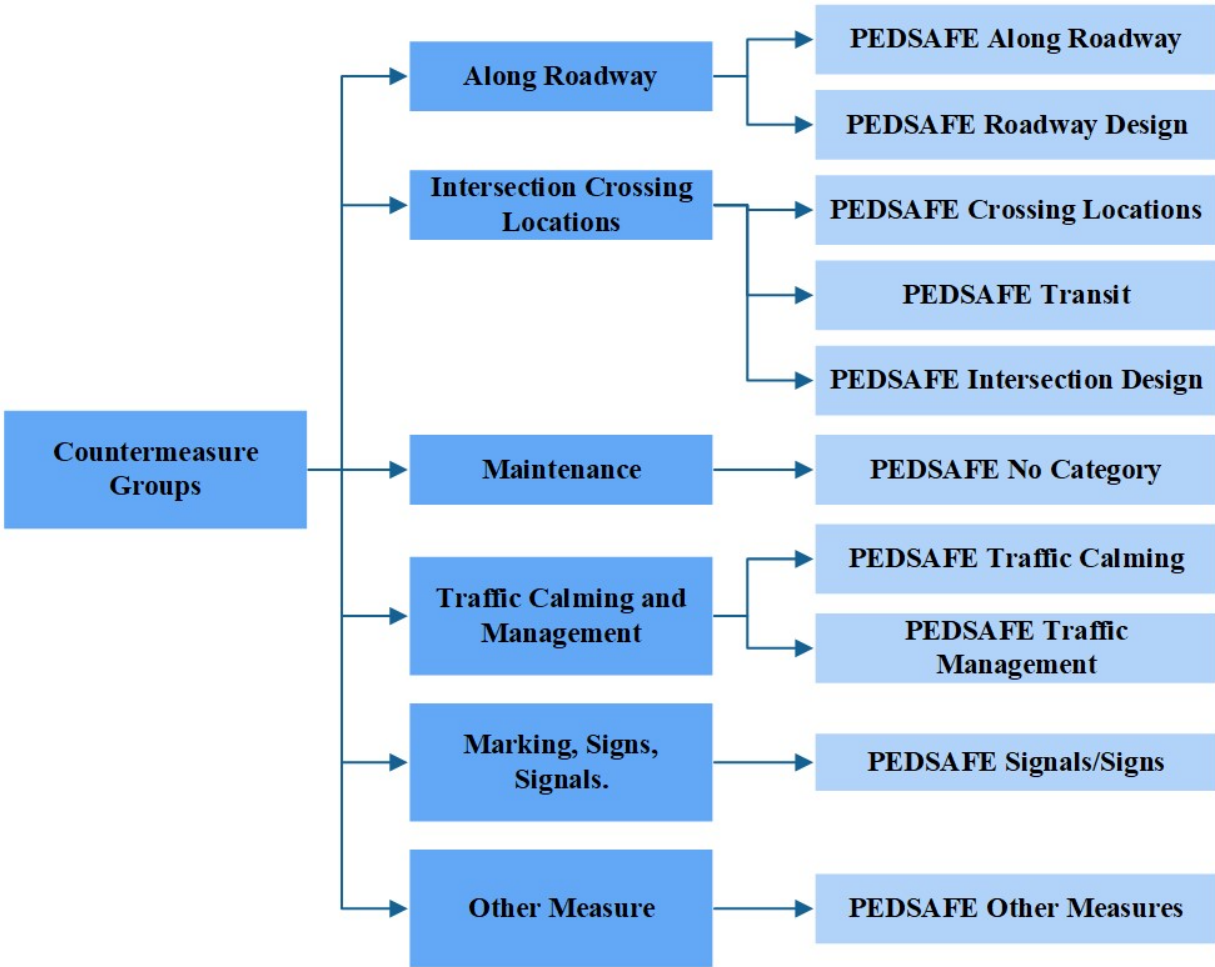 Countermeasure
Groups
Along Roadway
PEDSAFE Along Roadway
PEDSAFE Roadway Design
Intersection Crossing
Locations
PEDSAFE Crossing Locations
PEDSAFE Transit
PEDSAFE Intersection Design
Maintenance
PEDSAFE No Category
Traffic Calming and
Management
PEDSAFE Traffic Calming
PEDSAFE Traffic
Management
Marking, Signs,
Signals.
PEDSAFE Signals/Signs
Other Measure
PEDSAFE Other Measures